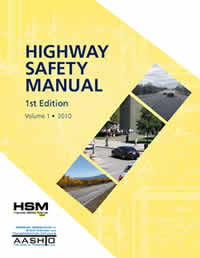 HIGHWAY
SAFETY
MANUAL
1st Edition
Volume 1 • 2010
HSM
AASHTO